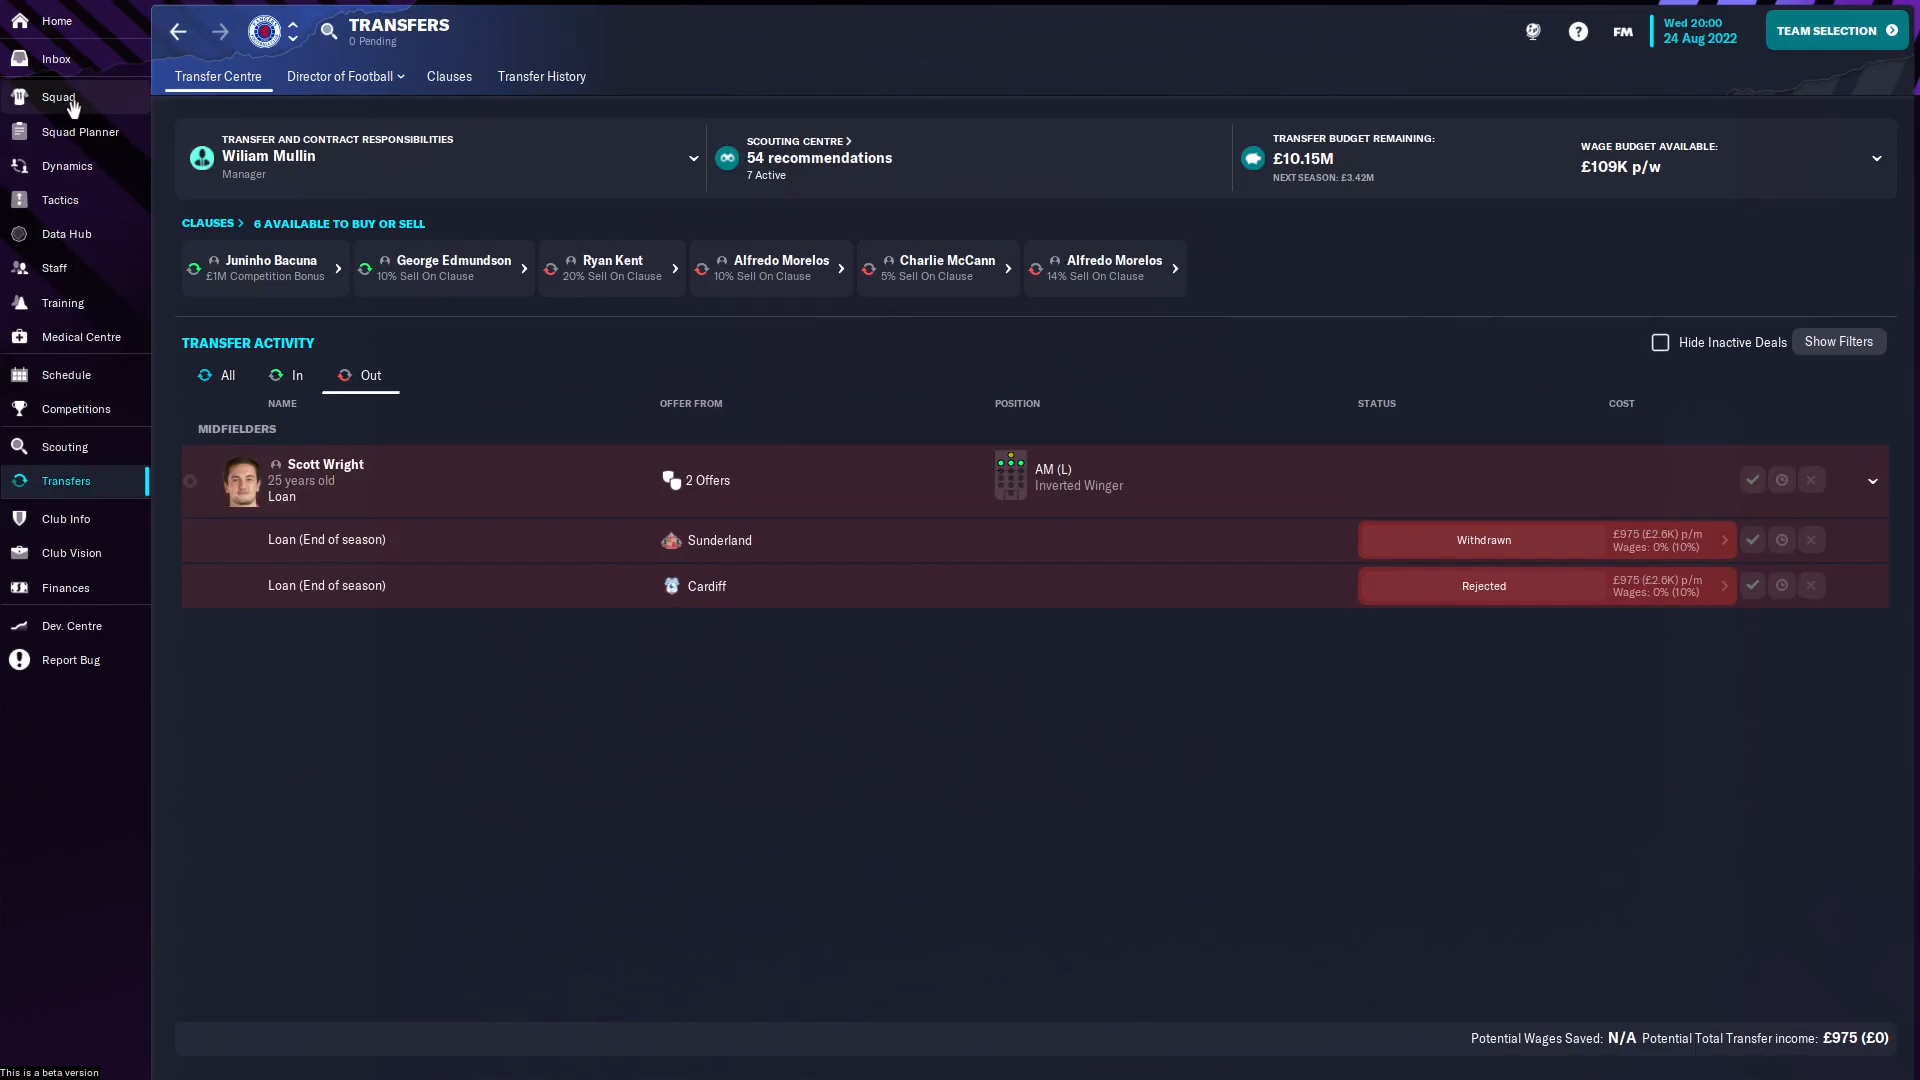 Home
Inbox
Squad
Squad Planner
Dynamics
Tactics
Data Hub
Staff
Training
Medical Centre
Schedule
Competitions
Scouting
Transfers
Club Info
Club Vision
Finances
Dev. Centre
Report Bug
This is a beta version
TRANSFERS
0 Pending
FM
Wed 20:00
24 Aug 2022
TEAM SELECTION
Transfer Centre
Director of Football
Clauses
Transfer History
TRANSFER AND CONTRACT RESPONSIBILITIES
Wiliam Mullin
Manager
SCOUTING CENTRE >
54 recommendations
7 Active
TRANSFER BUDGET REMAINING:
£10.15M
NEXT SEASON: £3.42M
WAGE BUDGET AVAILABLE:
£109K p/w
CLAUSES > 6 AVAILABLE TO BUY OR SELL
Juninho Bacuna
£1M Competition Bonus
George Edmundson
10% Sell On Clause
Ryan Kent
20% Sell On Clause
Alfredo Morelos
10% Sell On Clause
Charlie McCann
5% Sell On Clause
Alfredo Morelos
14% Sell On Clause
TRANSFER ACTIVITY
Hide Inactive Deals
Show Filters
All
In
Out
NAME OFFER FROM POSITION STATUS COST
MIDFIELDERS
Scott Wright
25 years old
Loan
2 Offers
AM (L)
Inverted Winger
Loan (End of season) Sunderland Withdrawn £975 (£2.6K) p/m
Wages: 0% (10%)
Loan (End of season) Cardiff Rejected £975 (£2.6K) p/m
Wages: 0% (10%)
Potential Wages Saved: N/A Potential Total Transfer income: £975 (£0)